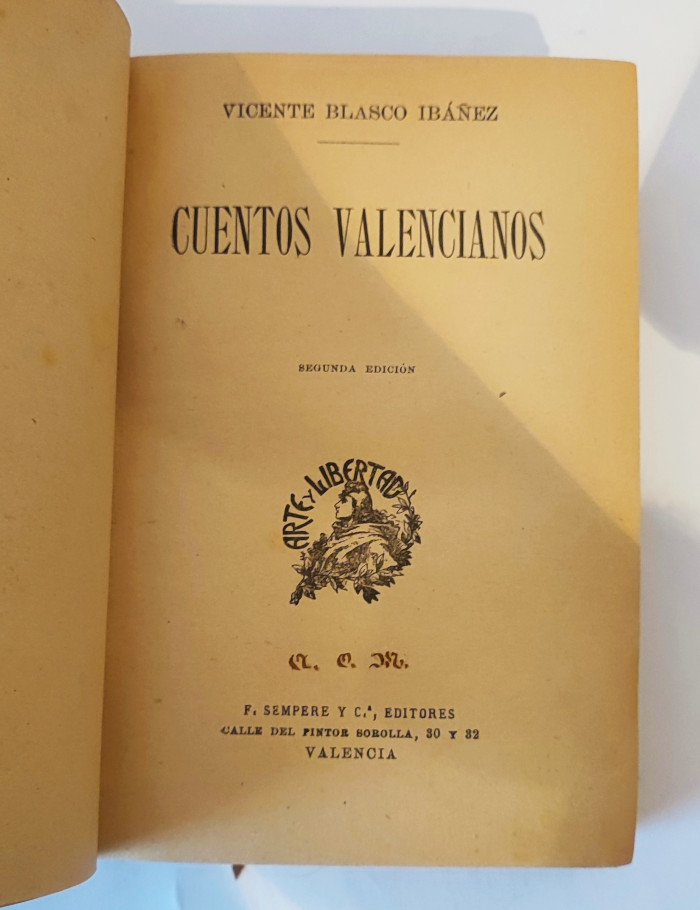 VICENTE BLASCO IBÁÑEZ
CUENTOS VALENCIANOS
SEGUNDA EDICIÓN
ARTE Y LIBERTAD
A. O. M.
F. SEMPERE Y C.ª, EDITORES
CALLE DEL PINTOR SOROLLA, 30 Y 32
VALENCIA